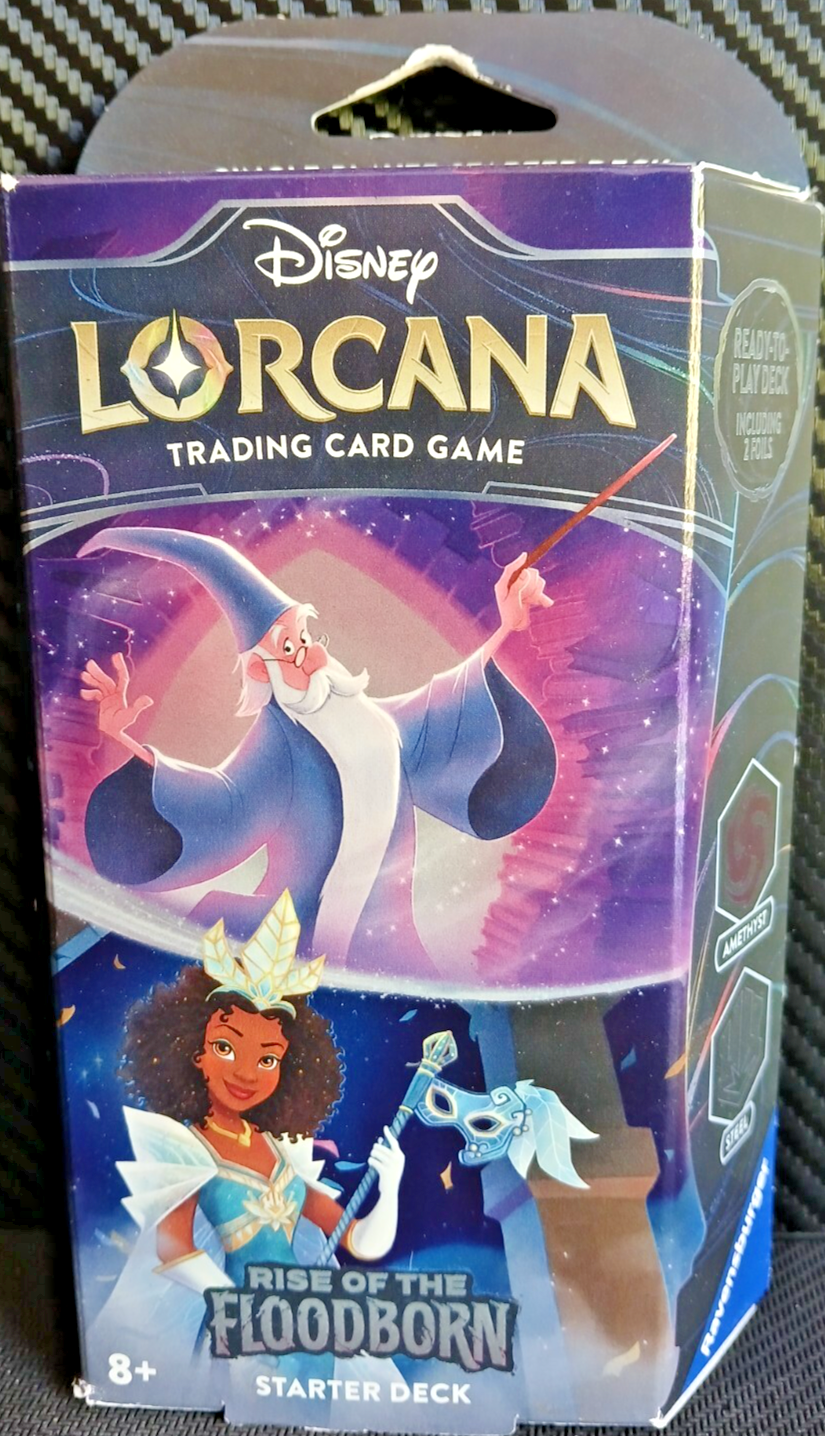 Disney
LORCANA
TRADING CARD GAME
READY-TO-
PLAY DECK
INCLUDING
2 FOILS
AMETHYST
STEEL
RISE OF THE
FLOODBORN
8+
STARTER DECK
Ravensburger